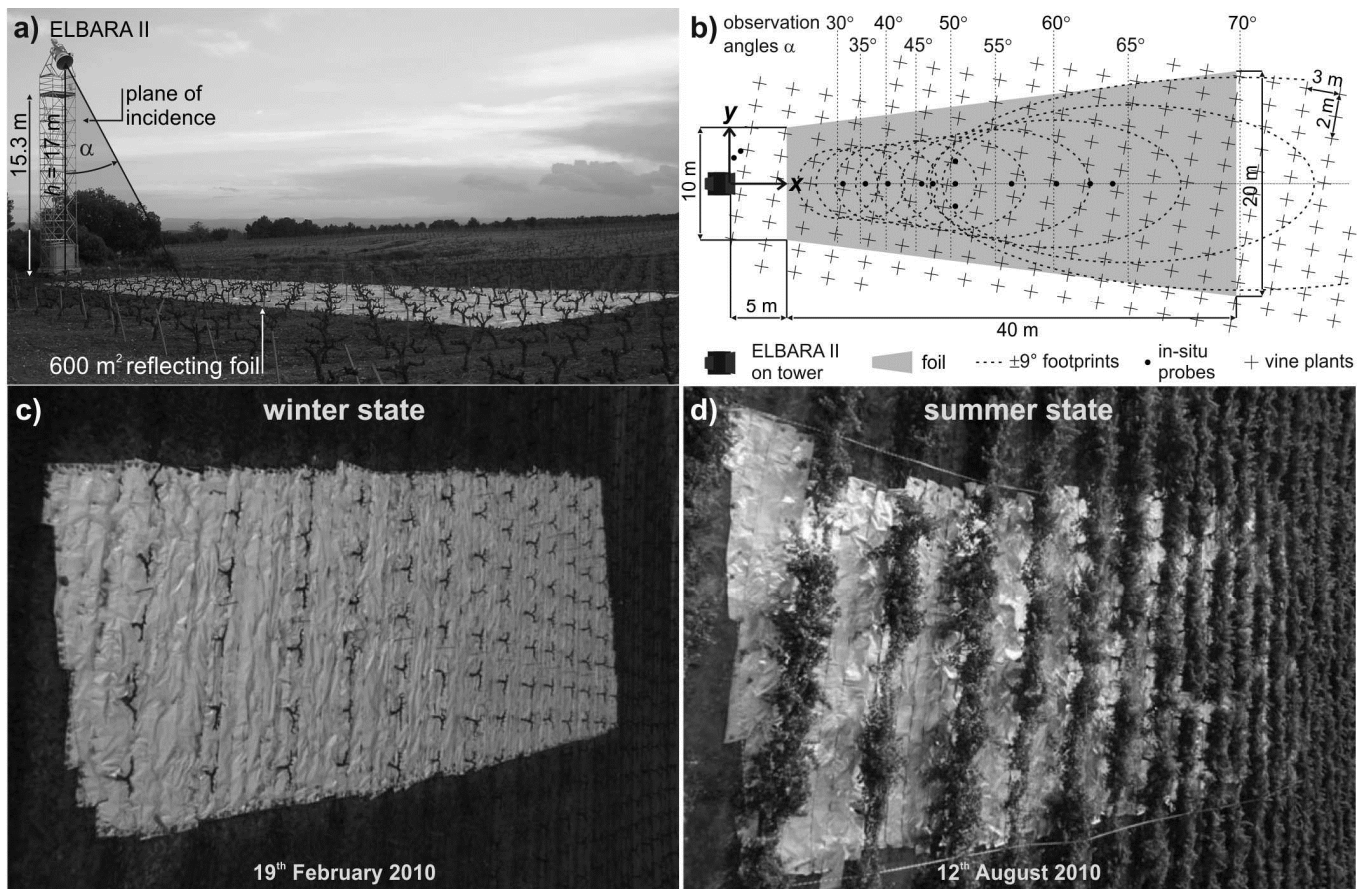 a) ELBARA II
plane of
incidence
α
15.3 m
h = 17 m
600 m² reflecting foil
b) observation
angles α
30° 40° 50° 60° 70°
35° 45° 55° 65°
3 m
2 m
y
x
10 m
20 m
5 m
40 m
ELBARA II
on tower
foil
±9° footprints
in-situ
probes
vine plants
c) winter state
19th February 2010
d) summer state
12th August 2010